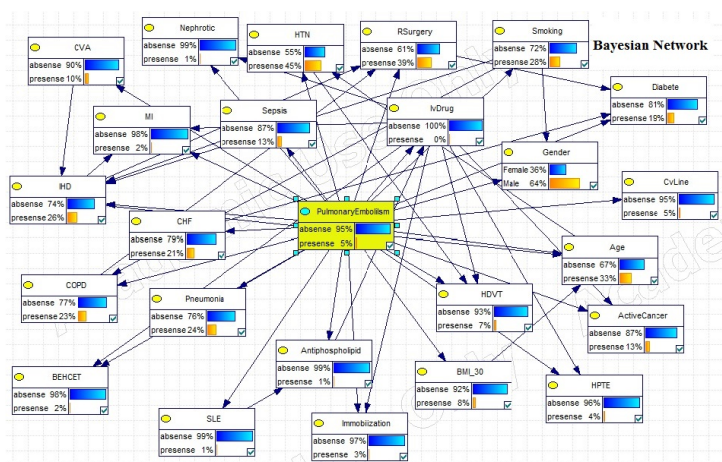 Bayesian Network
CVA
absense 90%
presense 10%
Nephrotic
absense 99%
presense 1%
HTN
absense 55%
presense 45%
RSurgery
absense 61%
presense 39%
Smoking
absense 72%
presense 28%
Diabete
absense 81%
presense 19%
MI
absense 98%
presense 2%
Sepsis
absense 87%
presense 13%
IvDrug
absense 100%
presense 0%
Gender
Female 36%
Male 64%
CvLine
absense 95%
presense 5%
IHD
absense 74%
presense 26%
CHF
absense 79%
presense 21%
PulmonaryEmbolilsm
absense 95%
presense 5%
Age
absense 67%
presense 33%
COPD
absense 77%
presense 23%
Pneumonia
absense 76%
presense 24%
HDVT
absense 93%
presense 7%
ActiveCancer
absense 87%
presense 13%
BEHCET
absense 98%
presense 2%
Antiphospholipid
absense 99%
presense 1%
BMI_30
absense 92%
presense 8%
HPTE
absense 96%
presense 4%
SLE
absense 99%
presense 1%
Immobiization
absense 97%
presense 3%